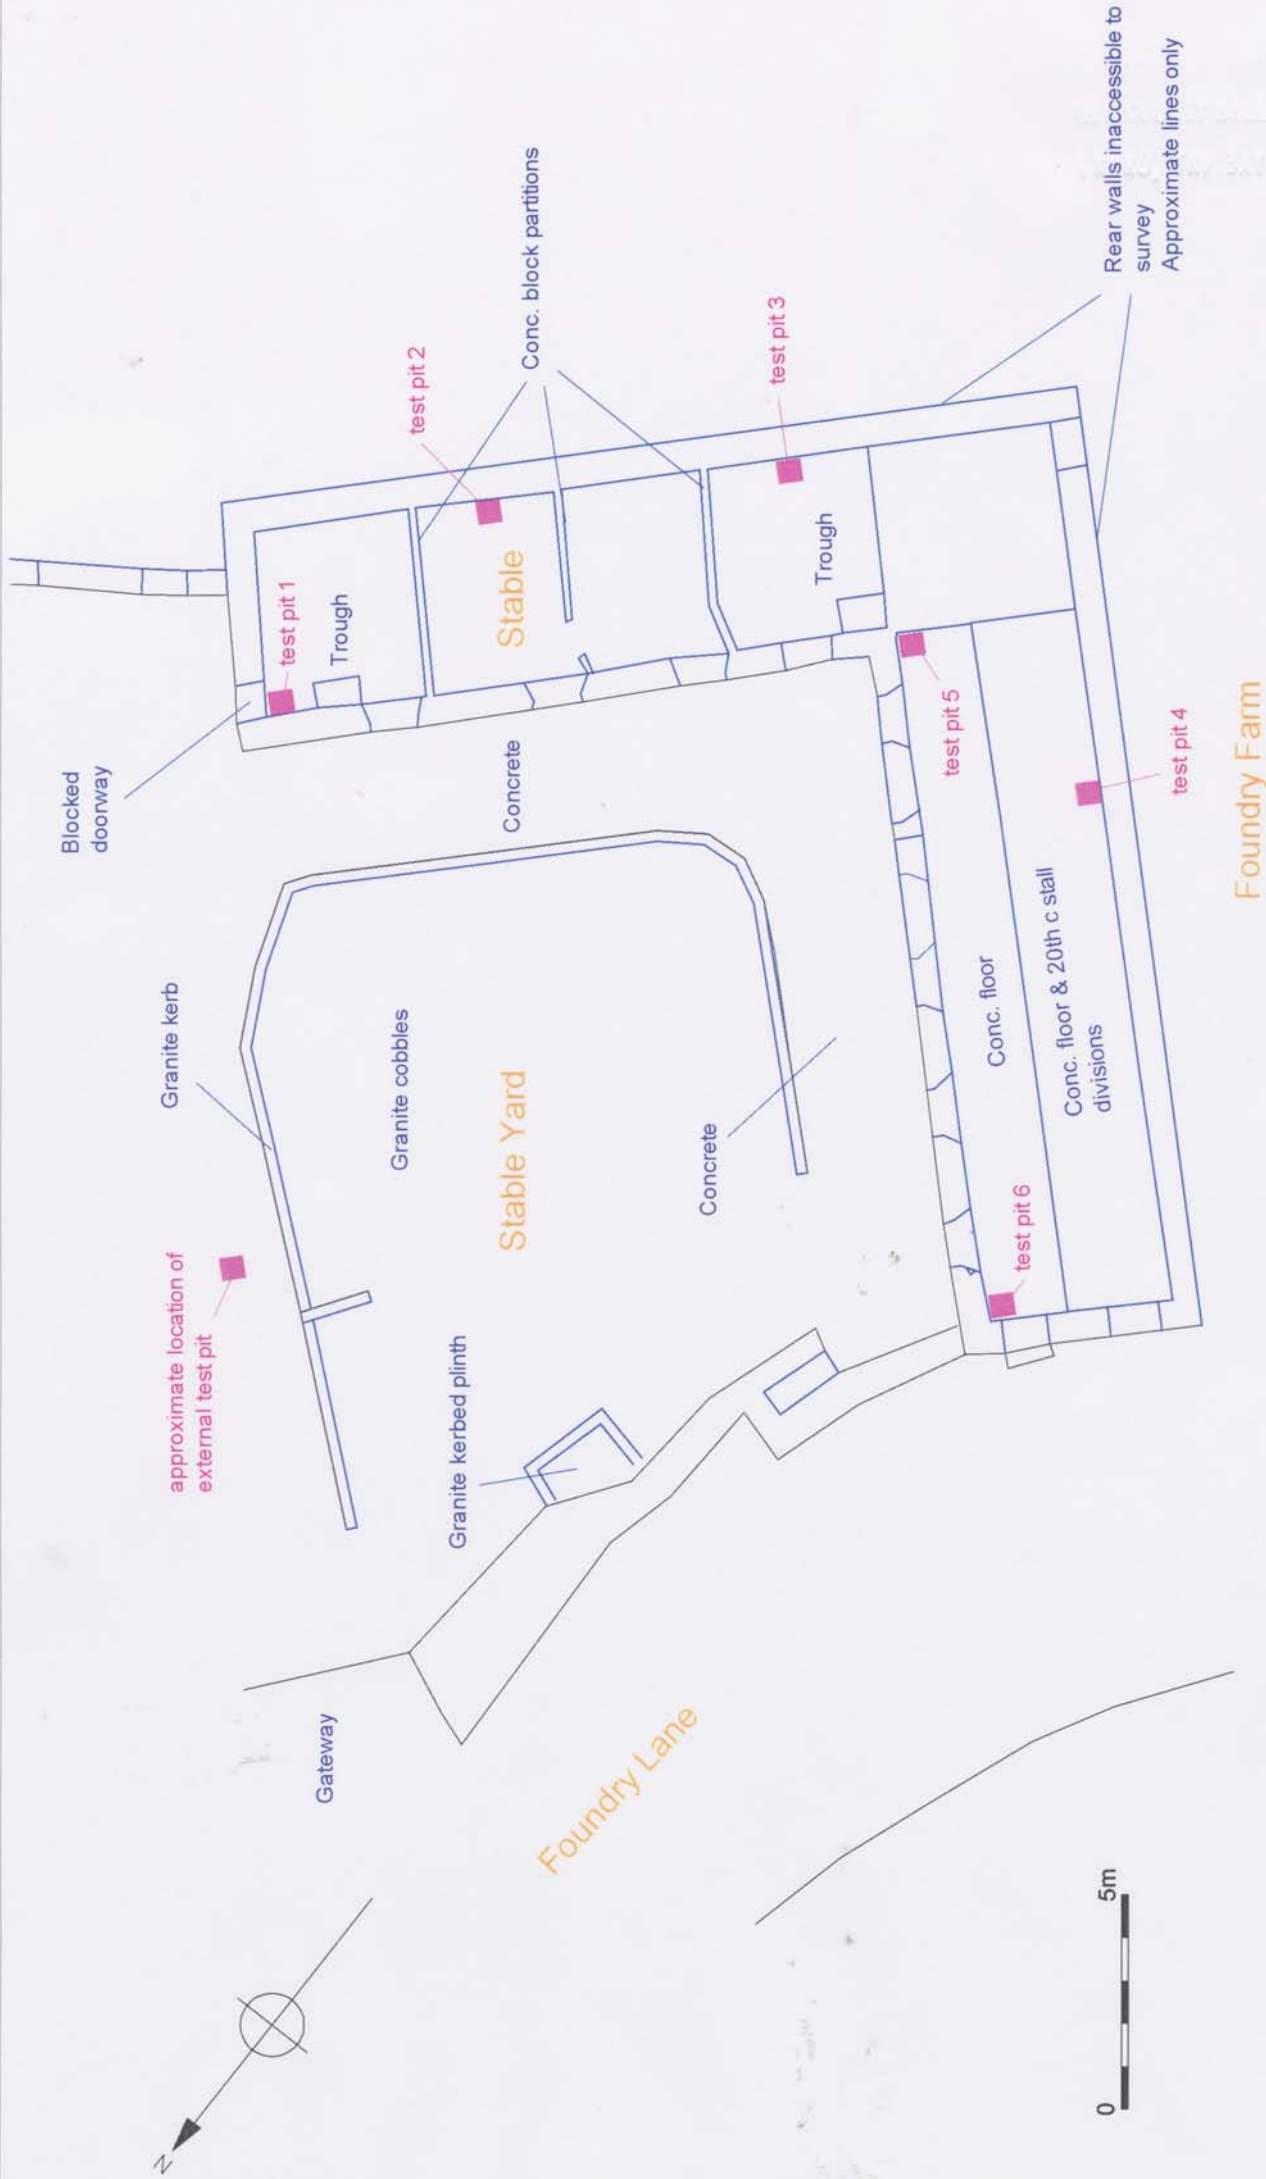 Rear walls inaccessible to
survey
Approximate lines only
Conc. block partitions
test pit 2
test pit 3
test pit 1
Trough
Stable
Trough
Blocked
doorway
Concrete
test pit 5
test pit 4
Foundry Farm
Granite kerb
Granite cobbles
Stable Yard
Concrete
Conc. floor
Conc. floor & 20th c stall
divisions
test pit 6
approximate location of
external test pit
Granite kerbed plinth
Gateway
Foundry Lane
N
0
5m